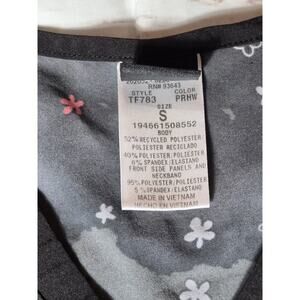 RN# 93643
STYLE COLOR
TF783 PRHW
SIZE
S
194661508552
BODY
52% RECYCLED POLYESTER
POLIESTER RECICLADO
40% POLYESTER/POLIESTER
6% SPANDEX/ELASTANO
FRONT SIDE PANELS AND
NECKBAND
95% POLYESTER/POLIESTER
5% SPANDEX/ELASTANO
MADE IN VIETNAM
HECHO EN VIETNAM